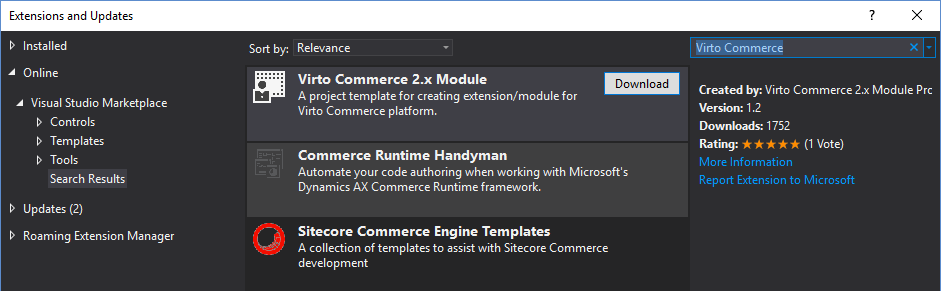 Extensions and Updates
? ×
Installed
Online
Visual Studio Marketplace
Controls
Templates
Tools
Search Results
Updates (2)
Roaming Extension Manager
Sort by: Relevance
Virto Commerce 2.x Module
Download
A project template for creating extension/module for
Virto Commerce platform.
Commerce Runtime Handyman
Automate your code authoring when working with Microsoft's
Dynamics AX Commerce Runtime framework.
Sitecore Commerce Engine Templates
A collection of templates to assist with Sitecore Commerce
development
Virto Commerce
Created by: Virto Commerce 2.x Module Prc
Version: 1.2
Downloads: 1752
Rating: ★★★★★ (1 Vote)
More Information
Report Extension to Microsoft